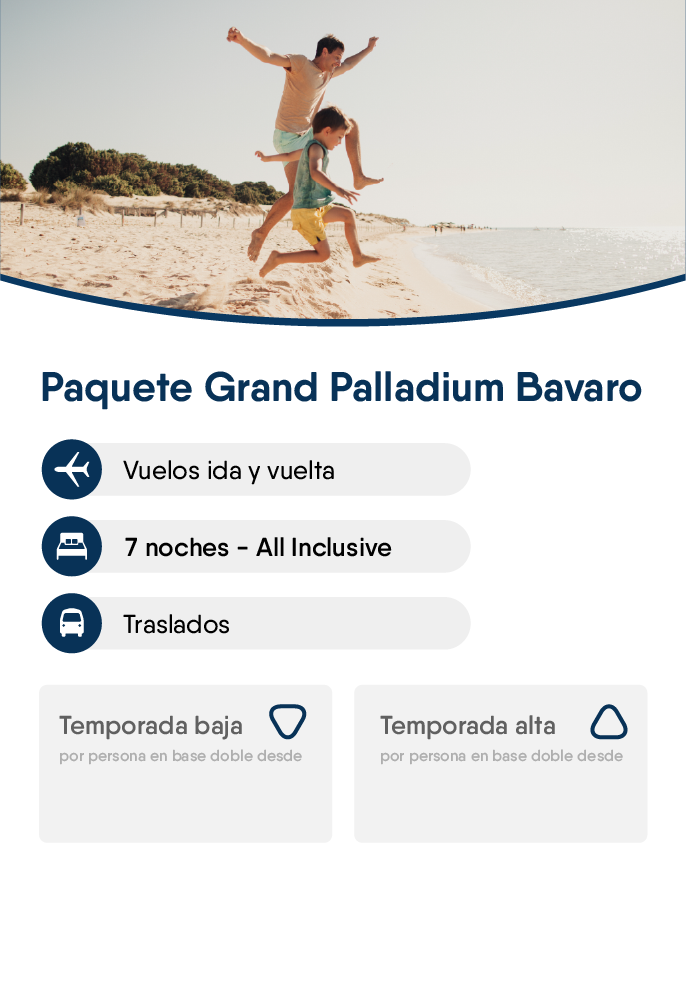 Paquete Grand Palladium Bavaro
Vuelos ida y vuelta
7 noches - All Inclusive
Traslados
Temporada baja
por persona en base doble desde
Temporada alta
por persona en base doble desde